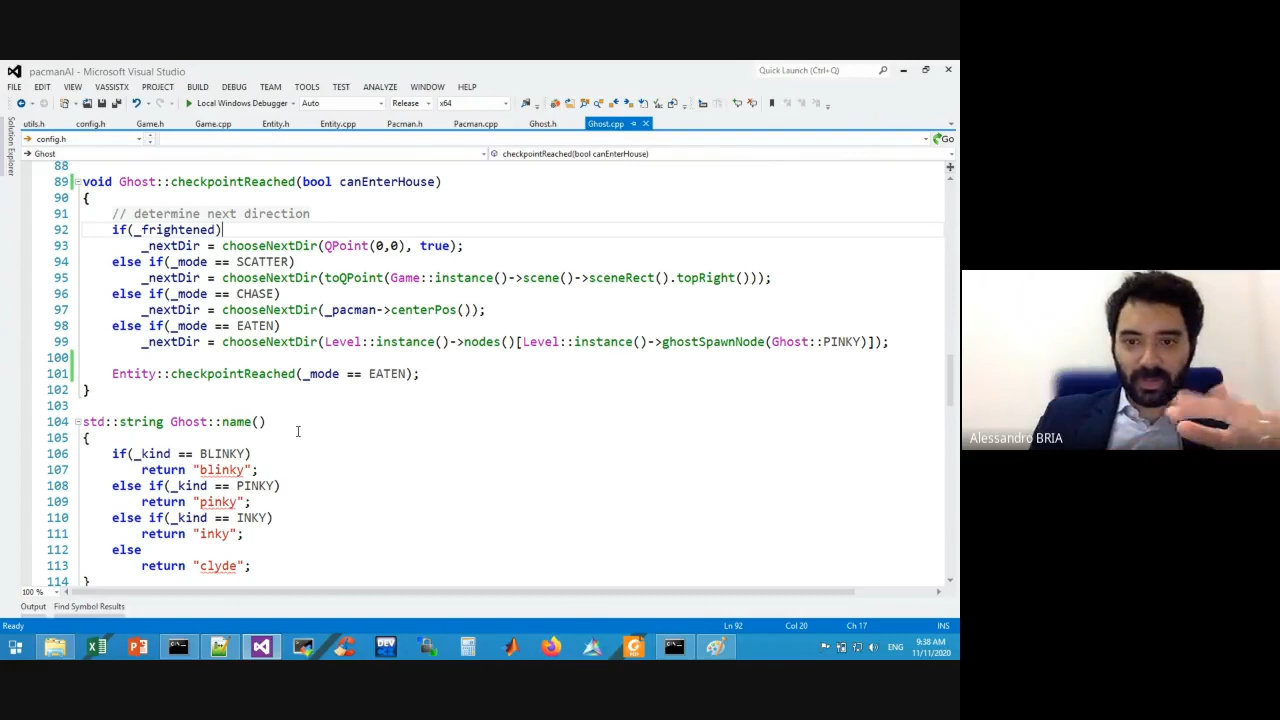 pacmanAI - Microsoft Visual Studio
Quick Launch (Ctrl+Q)
FILE EDIT VIEW VASSISTX PROJECT BUILD DEBUG TEAM TOOLS TEST ANALYZE WINDOW HELP
Local Windows Debugger Auto Release x64
utils.h config.h Game.h Game.cpp Entity.h Entity.cpp Pacman.h Pacman.cpp Ghost.h Ghost.cpp
config.h Go
Ghost checkpointReached(bool canEnterHouse)
Solution Explorer
88
89 void Ghost::checkpointReached(bool canEnterHouse)
90 {
91 // determine next direction
92 if(_frightened)
93 _nextDir = chooseNextDir(QPoint(0,0), true);
94 else if(_mode == SCATTER)
95 _nextDir = chooseNextDir(toQPoint(Game::instance()->scene()->sceneRect().topRight()));
96 else if(_mode == CHASE)
97 _nextDir = chooseNextDir(_pacman->centerPos());
98 else if(_mode == EATEN)
99 _nextDir = chooseNextDir(Level::instance()->nodes()[Level::instance()->ghostSpawnNode(Ghost::PINKY)]);
100
101 Entity::checkpointReached(_mode == EATEN);
102 }
103
104 std::string Ghost::name()
105 {
106 if(_kind == BLINKY)
107 return "blinky";
108 else if(_kind == PINKY)
109 return "pinky";
110 else if(_kind == INKY)
111 return "inky";
112 else
113 return "clyde";
114 }
100 %
Output Find Symbol Results
Ready Ln 92 Col 20 Ch 17 INS
DEV
ENG
9:38 AM
11/11/2020
Alessandro BRIA